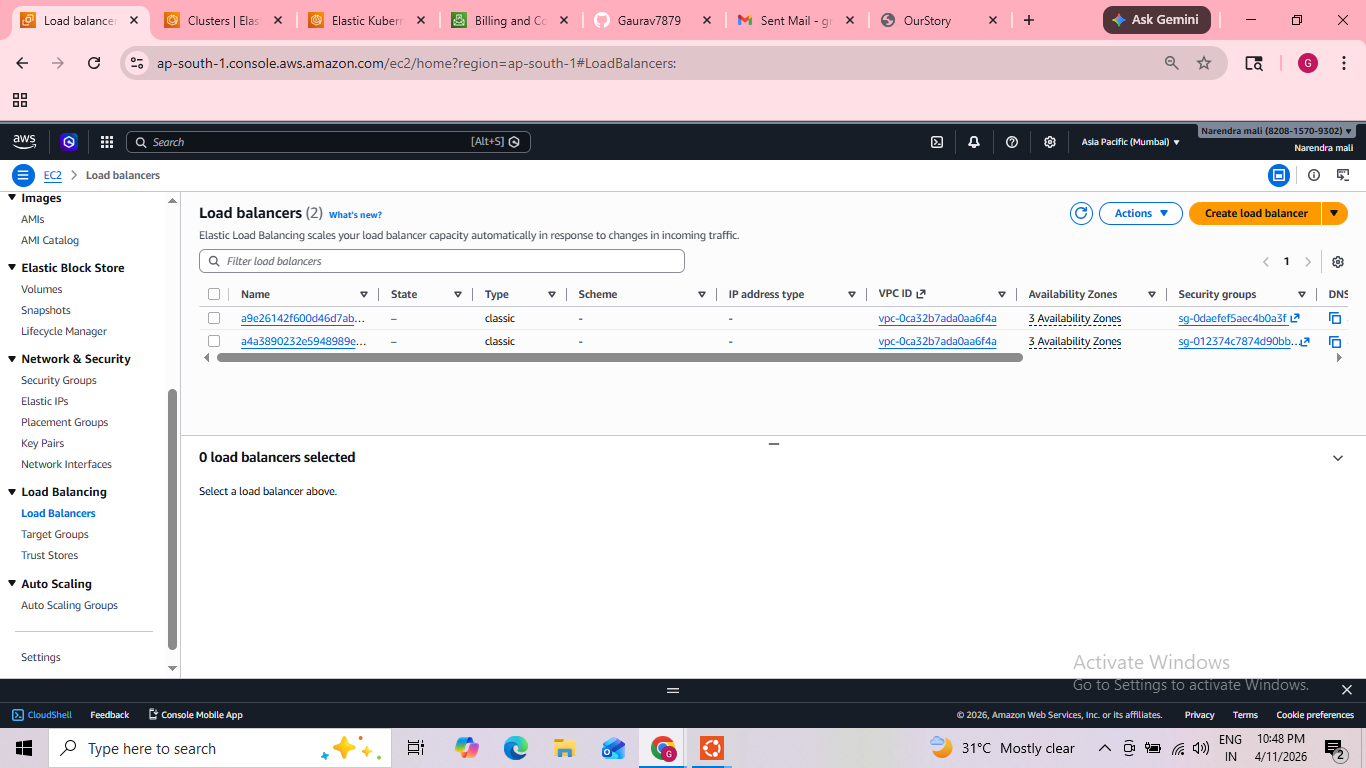 Load balancer
Clusters | Elas
Elastic Kubern
Billing and Co
Gaurav7879
Sent Mail - gr
OurStory
Ask Gemini
ap-south-1.console.aws.amazon.com/ec2/home?region=ap-south-1#LoadBalancers:
G
aws
Search
[Alt+S]
Asia Pacific (Mumbai)
Narendra mali (8208-1570-9302)
Narendra mali
EC2
Load balancers
Images
AMIs
AMI Catalog
Elastic Block Store
Volumes
Snapshots
Lifecycle Manager
Network & Security
Security Groups
Elastic IPs
Placement Groups
Key Pairs
Network Interfaces
Load Balancing
Load Balancers
Target Groups
Trust Stores
Auto Scaling
Auto Scaling Groups
Settings
Load balancers (2) What's new?
Actions
Create load balancer
Elastic Load Balancing scales your load balancer capacity automatically in response to changes in incoming traffic.
Filter load balancers
1
Name State Type Scheme IP address type VPC ID Availability Zones Security groups DNS
a9e26142f600d46d7ab... – classic - - vpc-0ca32b7ada0aa6f4a 3 Availability Zones sg-0daefef5aec4b0a3f
a4a3890232e5948989e... – classic - - vpc-0ca32b7ada0aa6f4a 3 Availability Zones sg-012374c7874d90bb...
0 load balancers selected
Select a load balancer above.
Activate Windows
Go to Settings to activate Windows.
CloudShell Feedback Console Mobile App
© 2026, Amazon Web Services, Inc. or its affiliates. Privacy Terms Cookie preferences
Type here to search
G
31°C Mostly clear
ENG
IN
10:48 PM
4/11/2026
2